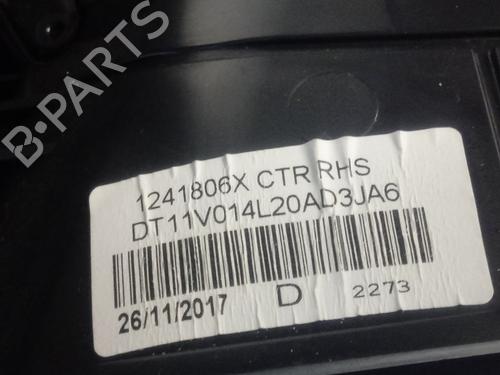 B-PARTS
1241806X CTR RHS
DT11V014L20AD3JA6
26/11/2017 D 2273